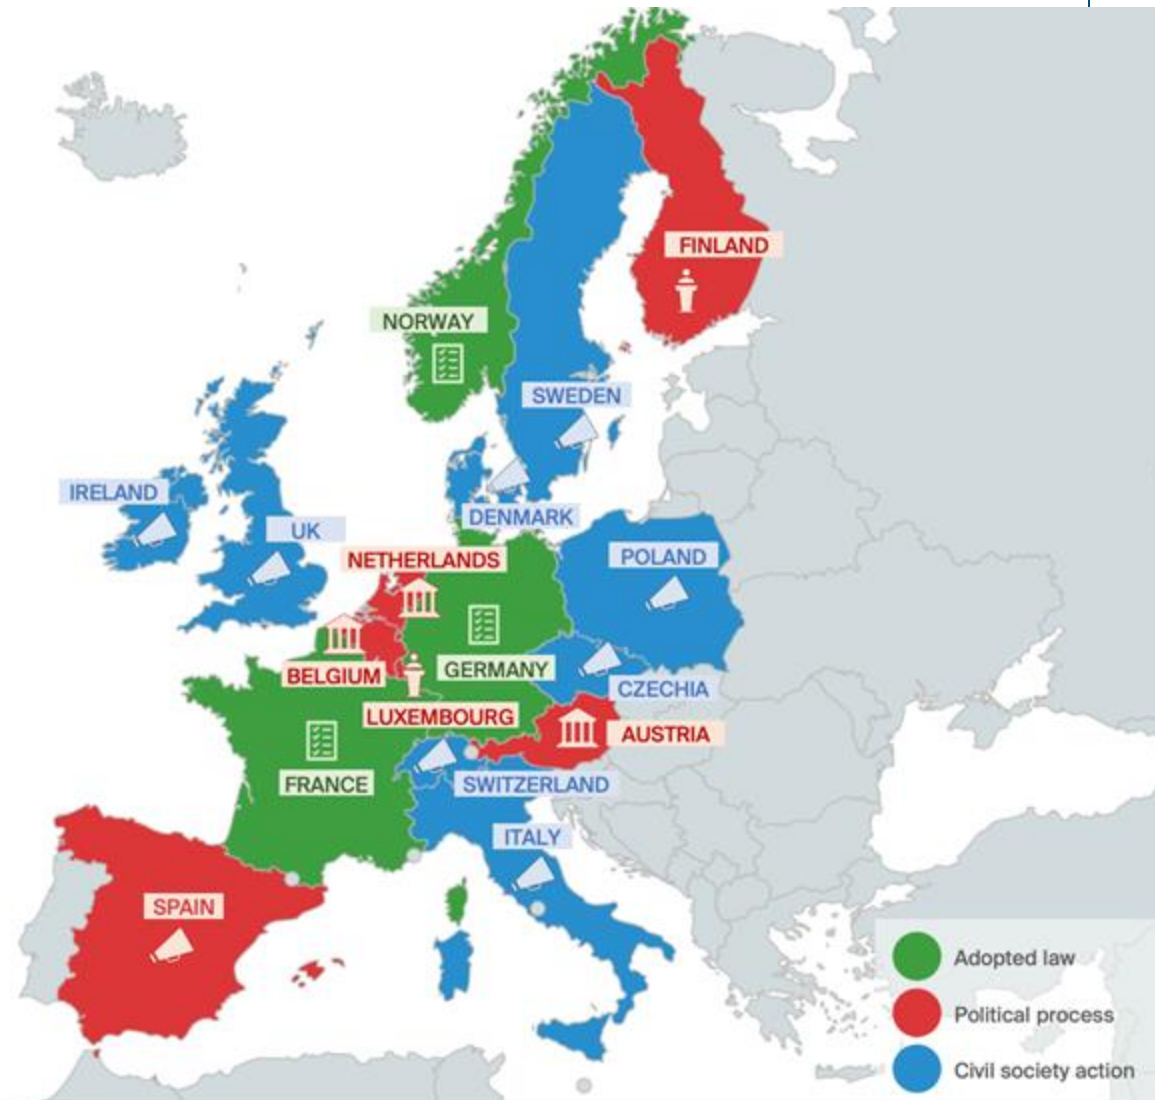 FINLAND
NORWAY
SWEDEN
IRELAND
DENMARK
UK
NETHERLANDS
POLAND
BELGIUM
GERMANY
CZECHIA
LUXEMBOURG
AUSTRIA
FRANCE
SWITZERLAND
ITALY
SPAIN
Adopted law
Political process
Civil society action